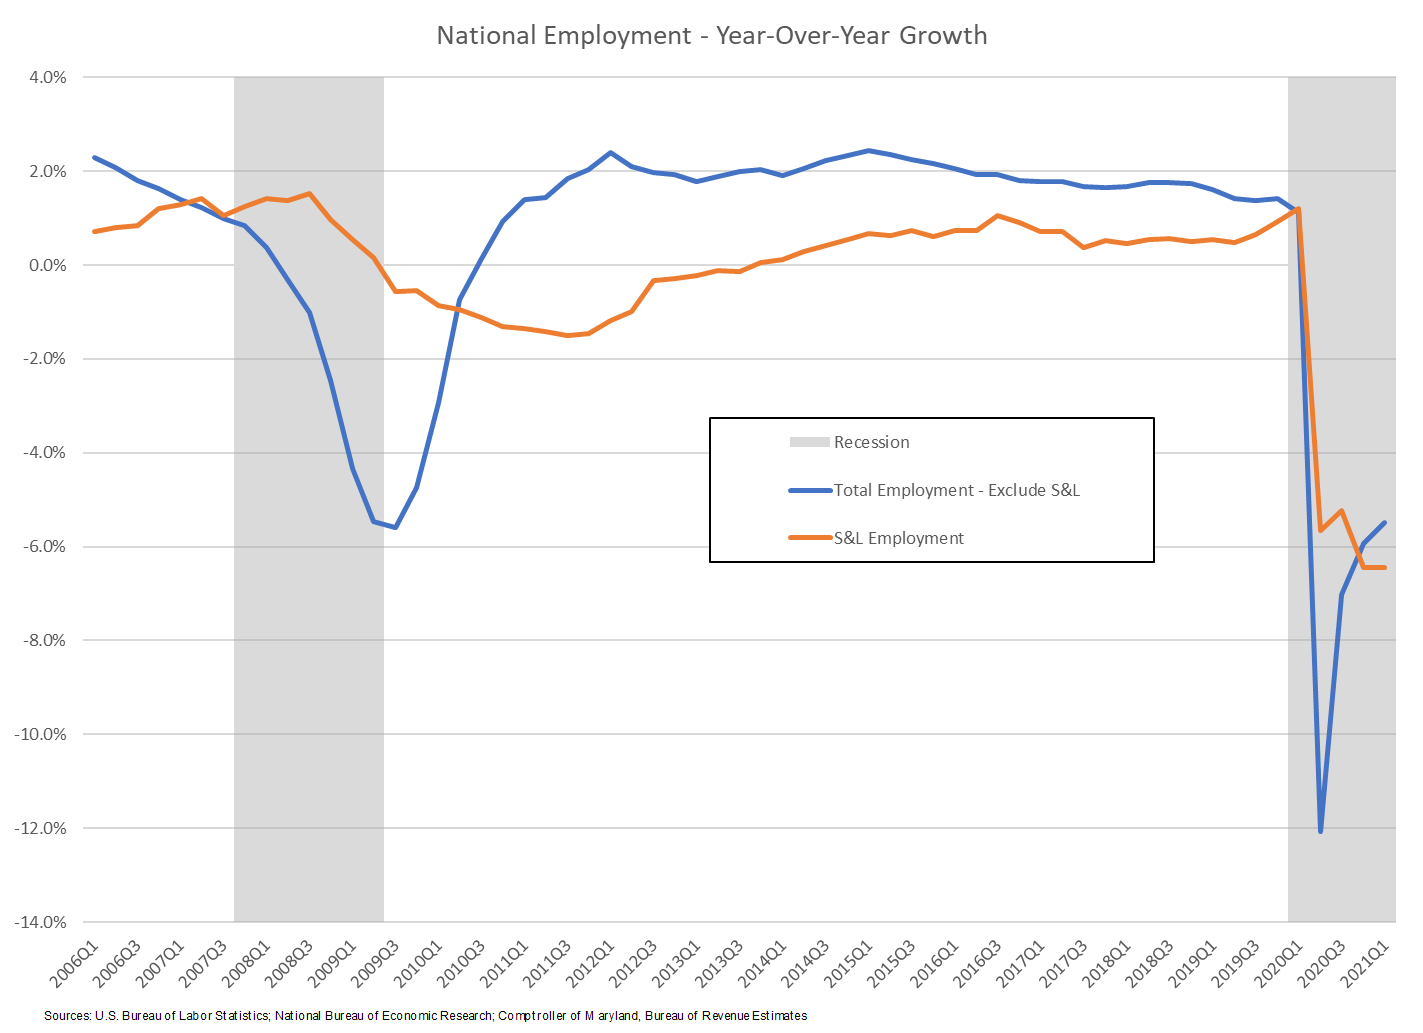 National Employment - Year-Over-Year Growth
4.0%
2.0%
0.0%
-2.0%
-4.0%
-6.0%
-8.0%
-10.0%
-12.0%
-14.0%
Recession
Total Employment - Exclude S&L
S&L Employment
2006Q1
2006Q3
2007Q1
2007Q3
2008Q1
2008Q3
2009Q1
2009Q3
2010Q1
2010Q3
2011Q1
2011Q3
2012Q1
2012Q3
2013Q1
2013Q3
2014Q1
2014Q3
2015Q1
2015Q3
2016Q1
2016Q3
2017Q1
2017Q3
2018Q1
2018Q3
2019Q1
2019Q3
2020Q1
2020Q3
2021Q1
Sources: U.S. Bureau of Labor Statistics; National Bureau of Economic Research; Comptroller of Maryland, Bureau of Revenue Estimates